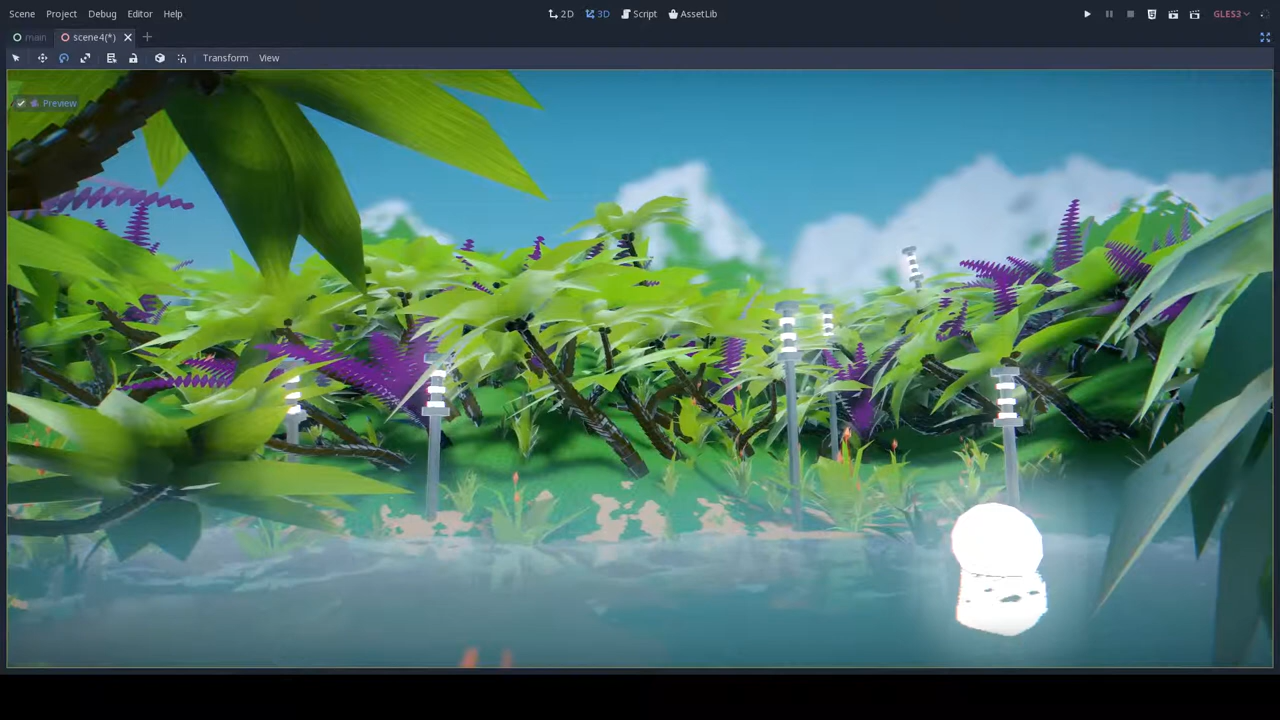 Scene Project Debug Editor Help 2D 3D Script AssetLib GLES3
main scene4(*)
Transform View
Preview